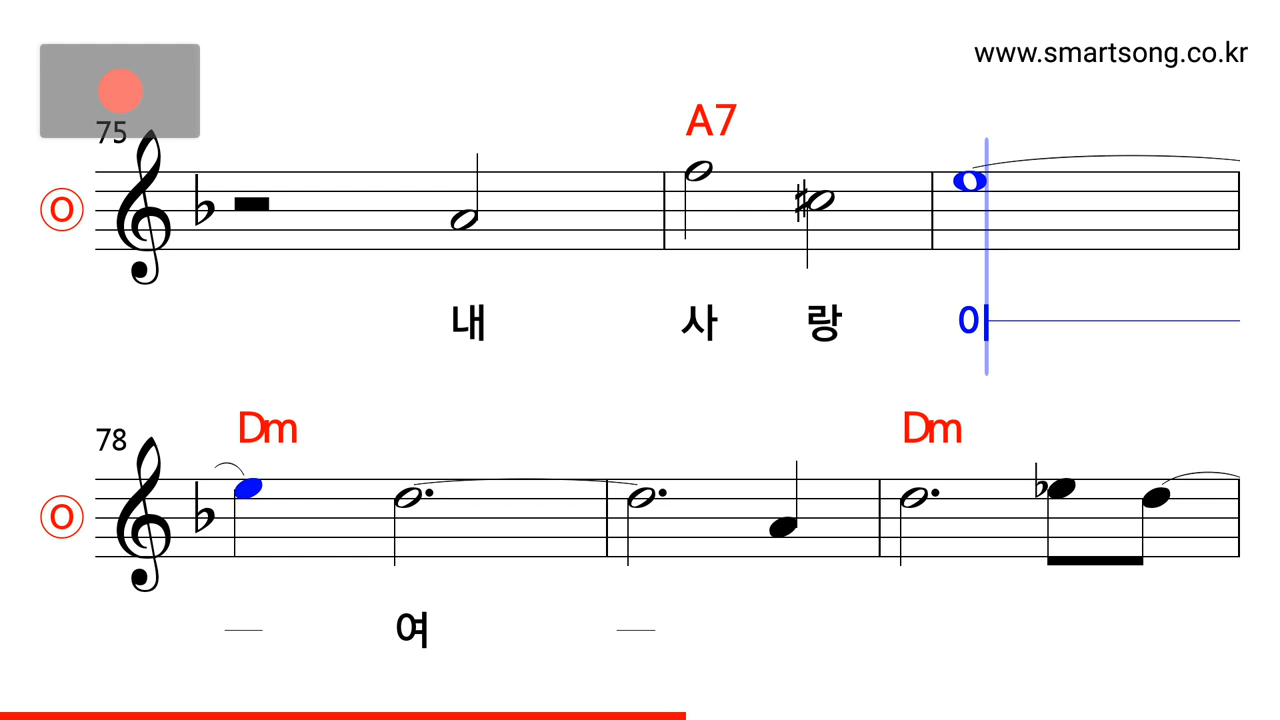 www.smartsong.co.kr
75
A7
O
내 사 랑 이
78
Dm Dm
O
여